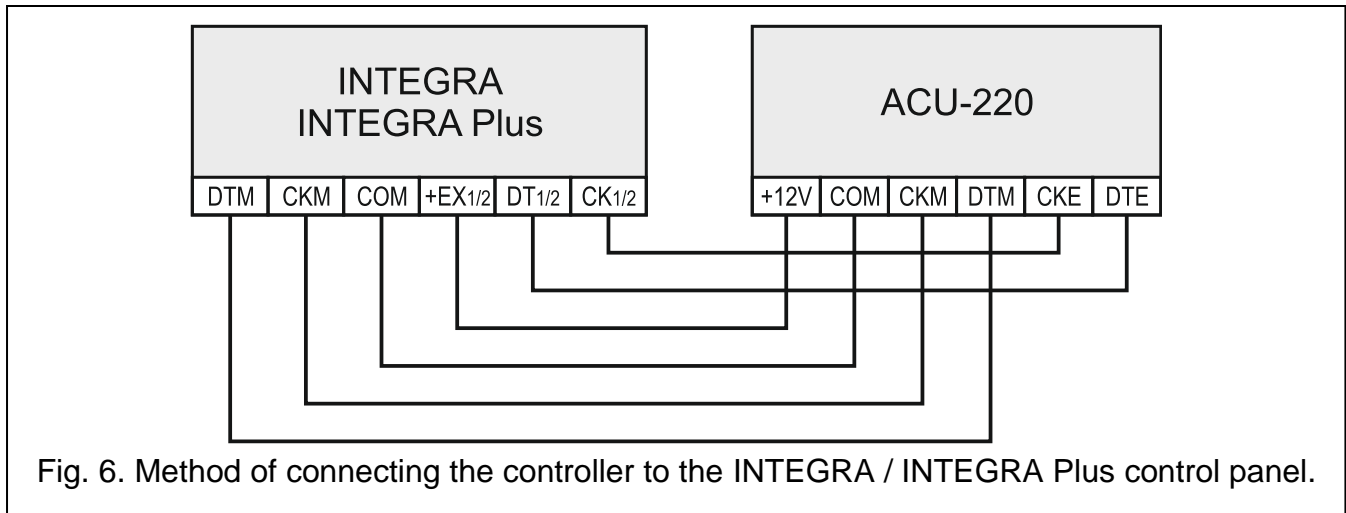 INTEGRA
INTEGRA Plus
ACU-220
DTM CKM COM +EX1/2 DT1/2 CK1/2
+12V COM CKM DTM CKE DTE
Fig. 6. Method of connecting the controller to the INTEGRA / INTEGRA Plus control panel.